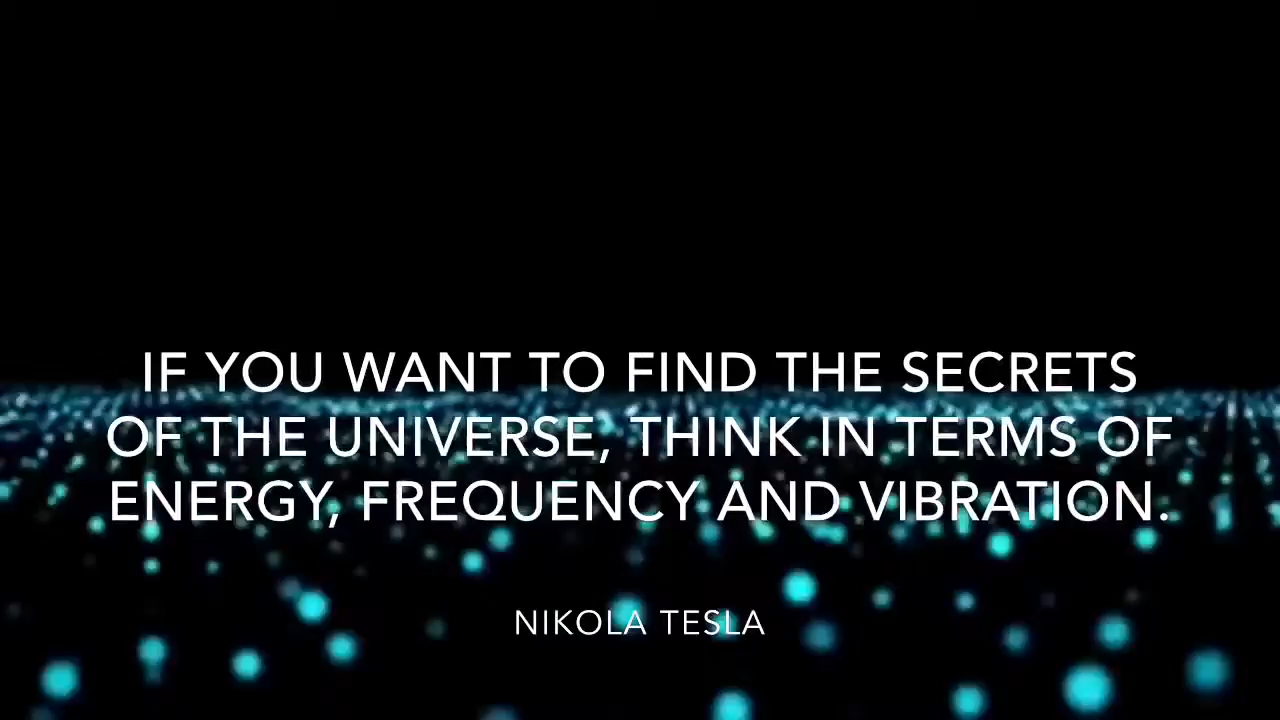 IF YOU WANT TO FIND THE SECRETS
OF THE UNIVERSE, THINK IN TERMS OF
ENERGY, FREQUENCY AND VIBRATION.
NIKOLA TESLA